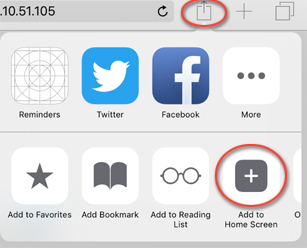 .10.51.105
Reminders
Twitter
Facebook
More
Add to Favorites
Add Bookmark
Add to Reading
List
Add to
Home Screen